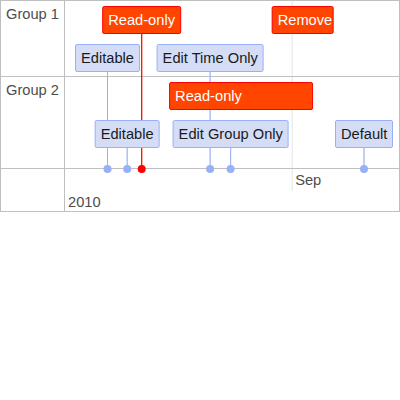 Group 1
Read-only
Remove
Editable
Edit Time Only
Group 2
Read-only
Editable
Edit Group Only
Default
Sep
2010